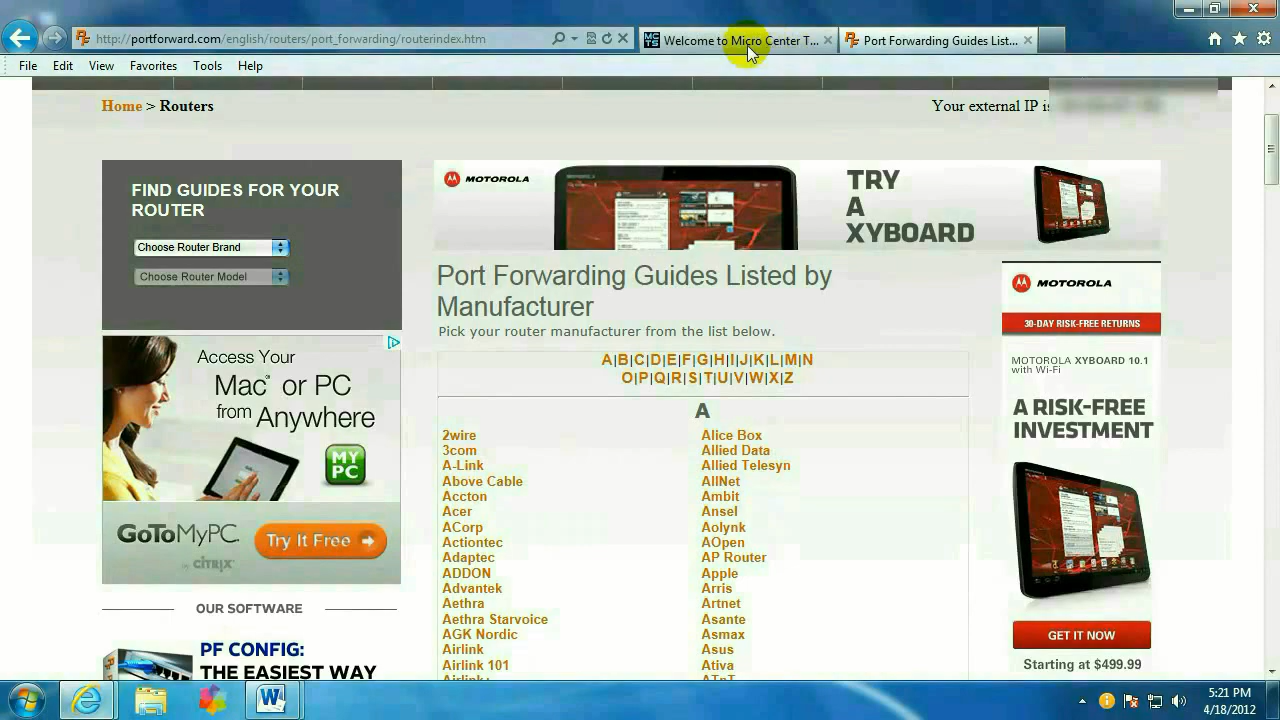 http://portforward.com/english/routers/port_forwarding/routerindex.htm
MC TS
Welcome to Micro Center T...
PF
Port Forwarding Guides List...
File Edit View Favorites Tools Help
Home > Routers
Your external IP is
FIND GUIDES FOR YOUR
ROUTER
Choose Router Brand
Choose Router Model
MOTOROLA
TRY
A
XYBOARD
Port Forwarding Guides Listed by
Manufacturer
Pick your router manufacturer from the list below.
A|B|C|D|E|F|G|H|I|J|K|L|M|N
O|P|Q|R|S|T|U|V|W|X|Z
A
2wire
3com
A-Link
Above Cable
Accton
Acer
ACorp
Actiontec
Adaptec
ADDON
Advantek
Aethra
Aethra Starvoice
AGK Nordic
Airlink
Airlink 101
Alice Box
Allied Data
Allied Telesyn
AllNet
Ambit
Ansel
Aolynk
AOpen
AP Router
Apple
Arris
Artnet
Asante
Asmax
Asus
Ativa
Access Your
Mac® or PC
from Anywhere
MY
PC
GoToMyPC
Try It Free
citrix
OUR SOFTWARE
PF CONFIG:
THE EASIEST WAY
MOTOROLA
30-DAY RISK-FREE RETURNS
MOTOROLA XYBOARD 10.1
with Wi-Fi
A RISK-FREE
INVESTMENT
GET IT NOW
Starting at $499.99
5:21 PM
4/18/2012